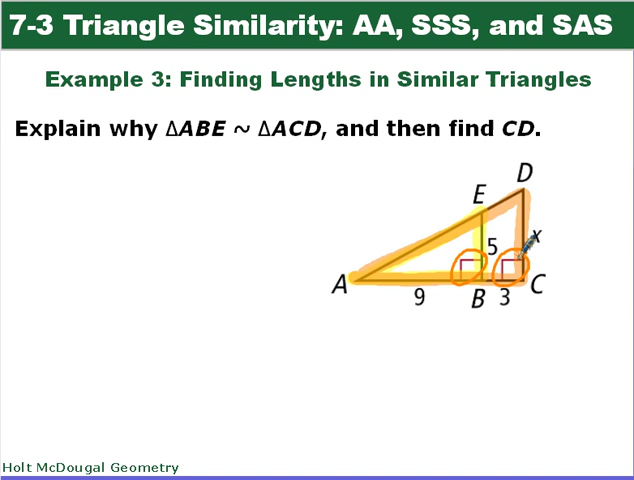 7-3 Triangle Similarity: AA, SSS, and SAS
Example 3: Finding Lengths in Similar Triangles
Explain why ΔABE ~ ΔACD, and then find CD.
D
E
5
x
A
9
B
3
C
Holt McDougal Geometry